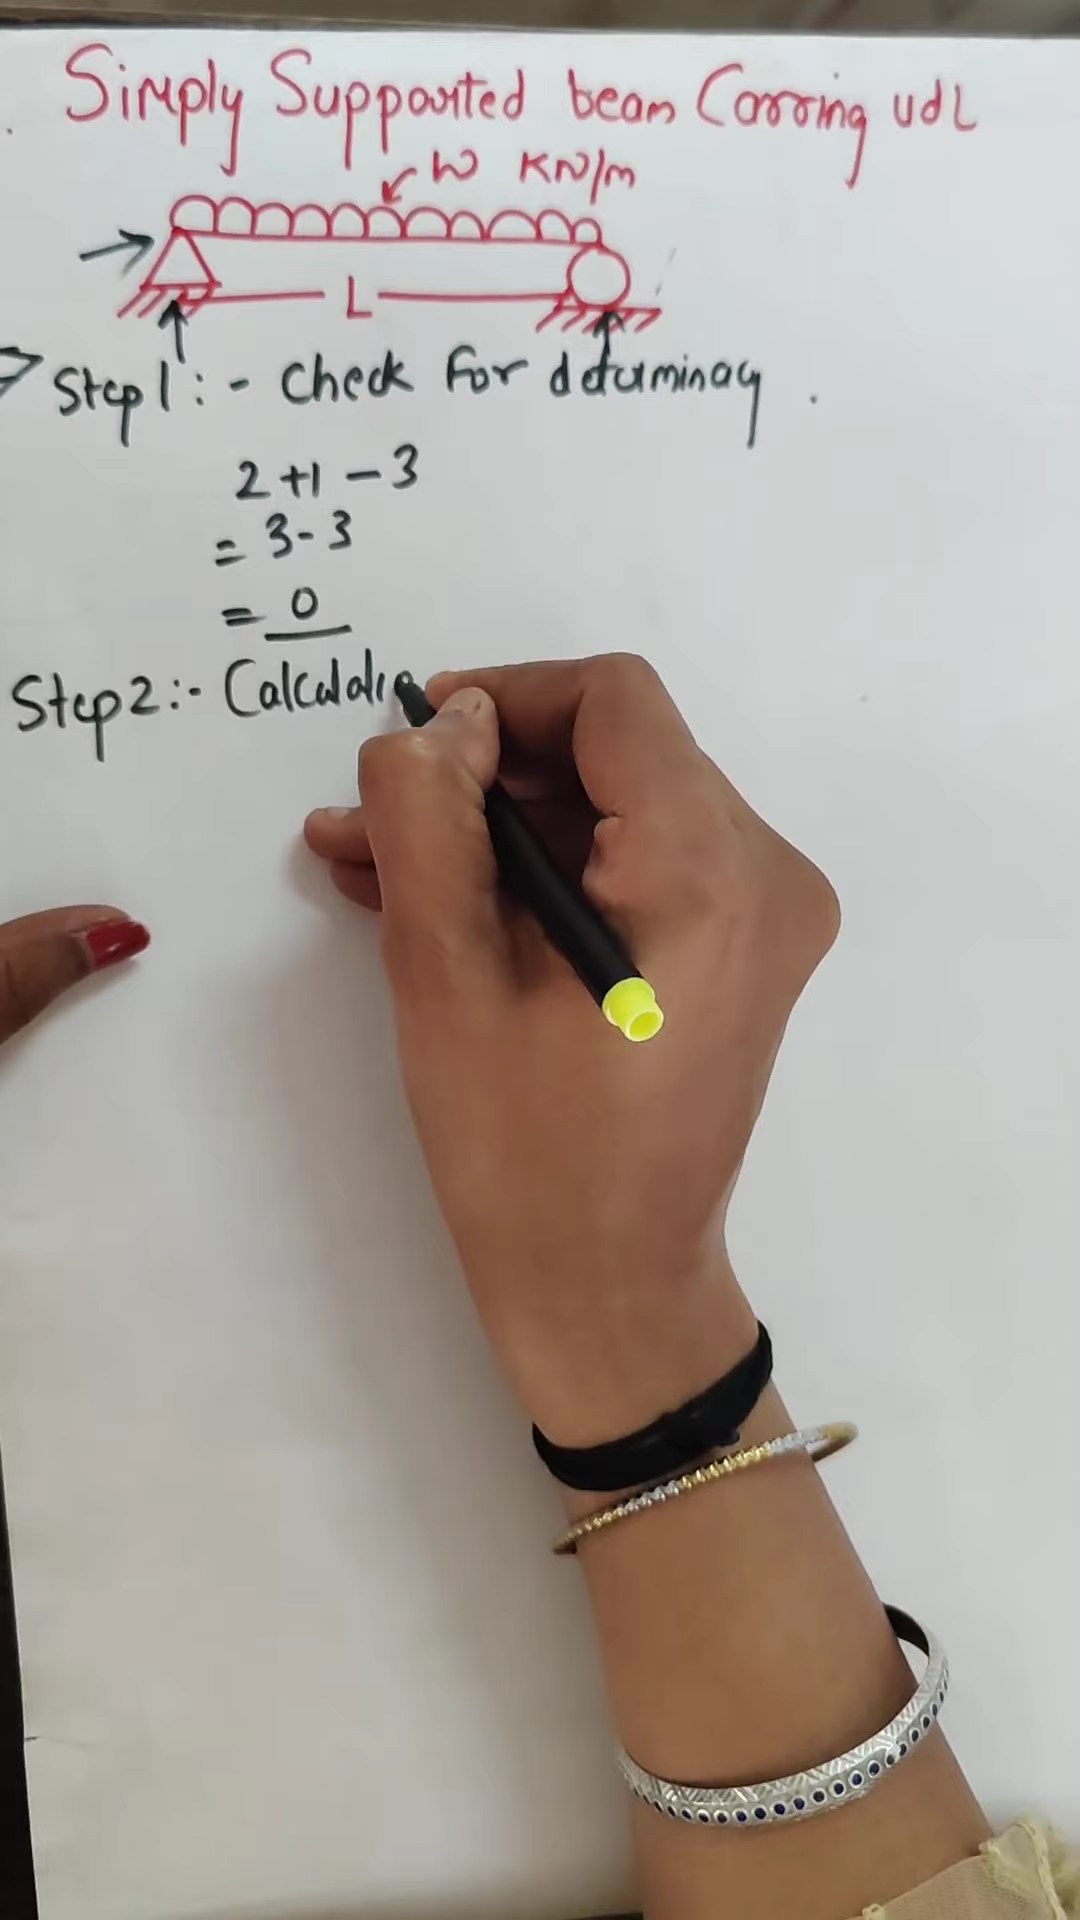 Simply Supported beam Carring udL
W KN/m
L
Step 1:- Check For determinacy.
2+1-3
= 3-3
= 0
Step 2:- Calculatio